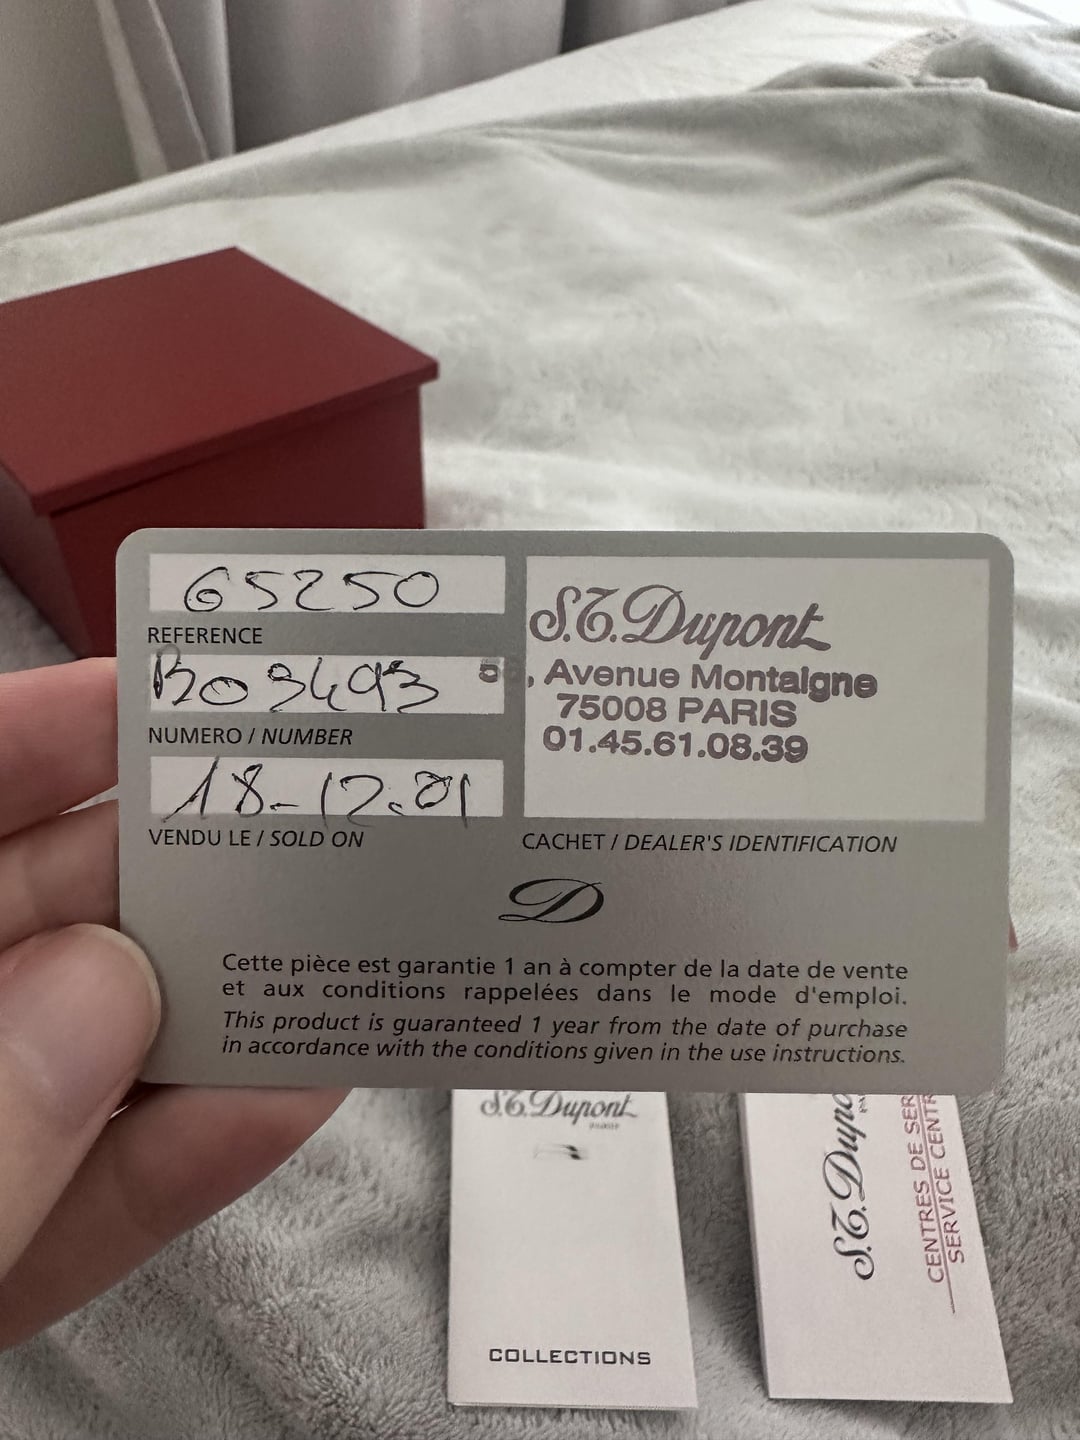 65250
REFERENCE
NUMERO / NUMBER
18-12.01
VENDU LE / SOLD ON
S.T. Dupont
, Avenue Montaigne
75008 PARIS
01.45.61.08.39
CACHET / DEALER'S IDENTIFICATION
D
Cette pièce est garantie 1 an à compter de la date de vente
et aux conditions rappelées dans le mode d'emploi.
This product is guaranteed 1 year from the date of purchase
in accordance with the conditions given in the use instructions.
S.T. Dupont
PARIS
COLLECTIONS
S.T. Dupo
PA
CENTRES DE SER
SERVICE CENTR